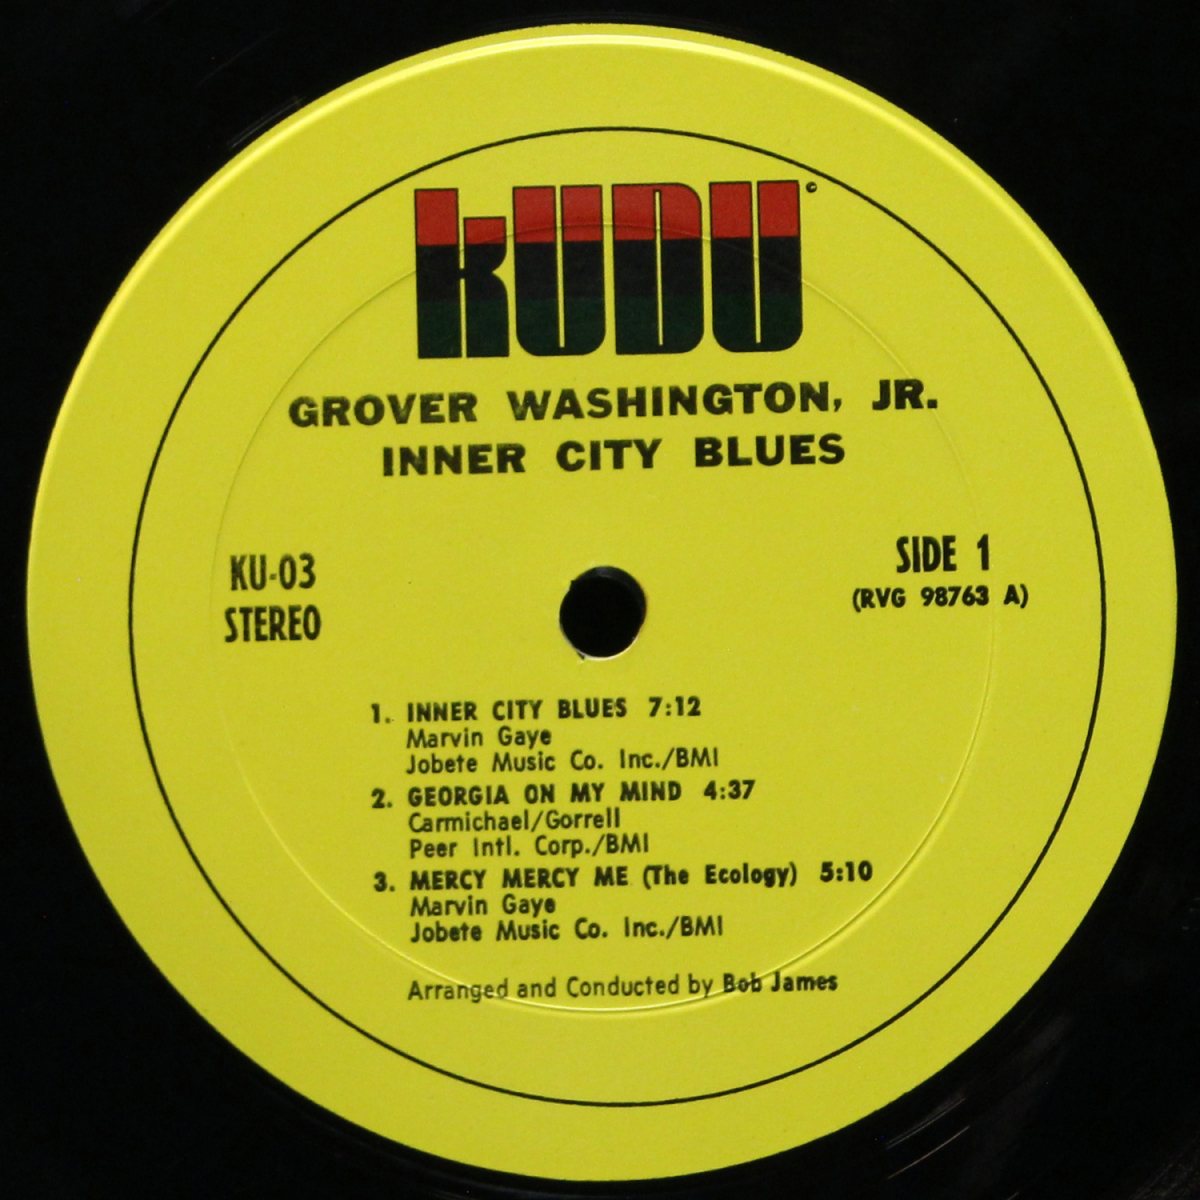 KUDU ©
GROVER WASHINGTON, JR.
INNER CITY BLUES
KU-03
STEREO
SIDE 1
(RVG 98763 A)
1. INNER CITY BLUES 7:12
Marvin Gaye
Jobete Music Co. Inc./BMI
2. GEORGIA ON MY MIND 4:37
Carmichael/Gorrell
Peer Intl. Corp./BMI
3. MERCY MERCY ME (The Ecology) 5:10
Marvin Gaye
Jobete Music Co. Inc./BMI
Arranged and Conducted by Bob James